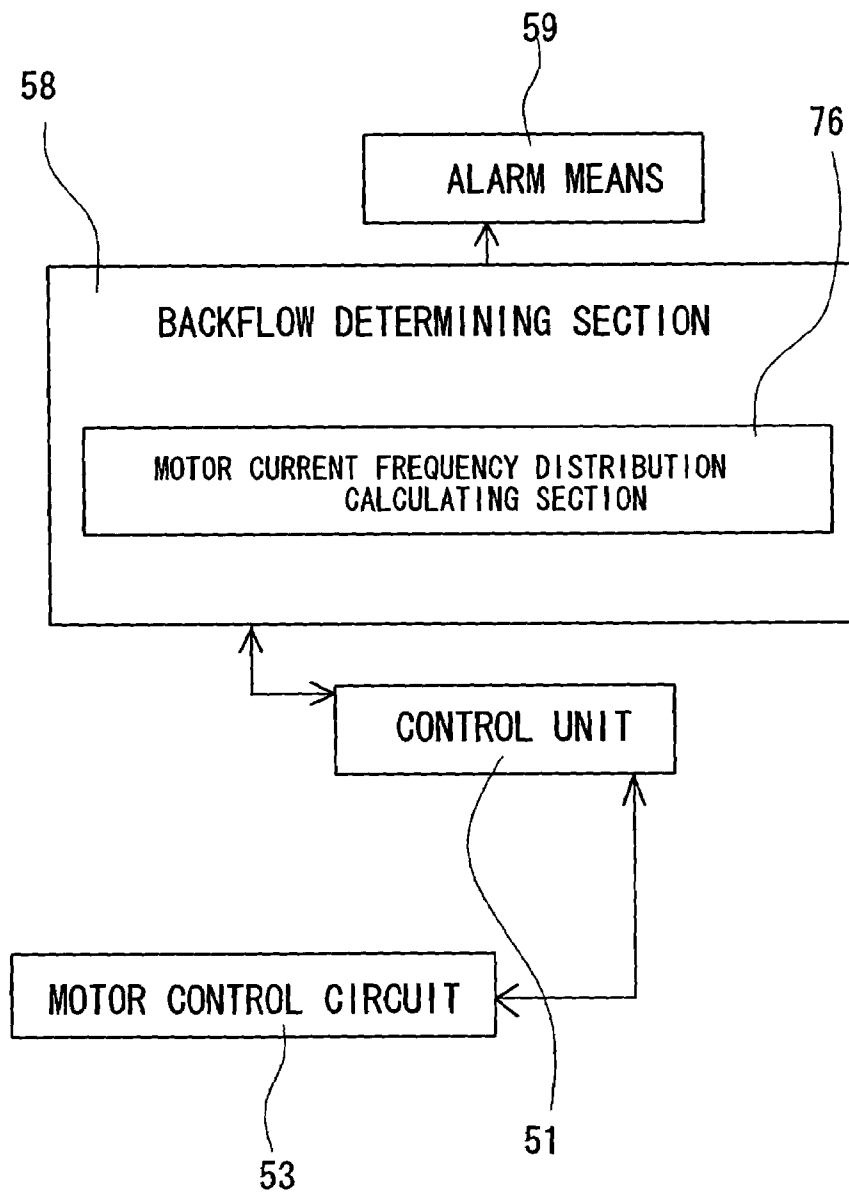 59
58
76
ALARM MEANS
BACKFLOW DETERMINING SECTION
MOTOR CURRENT FREQUENCY DISTRIBUTION
CALCULATING SECTION
CONTROL UNIT
MOTOR CONTROL CIRCUIT
51
53